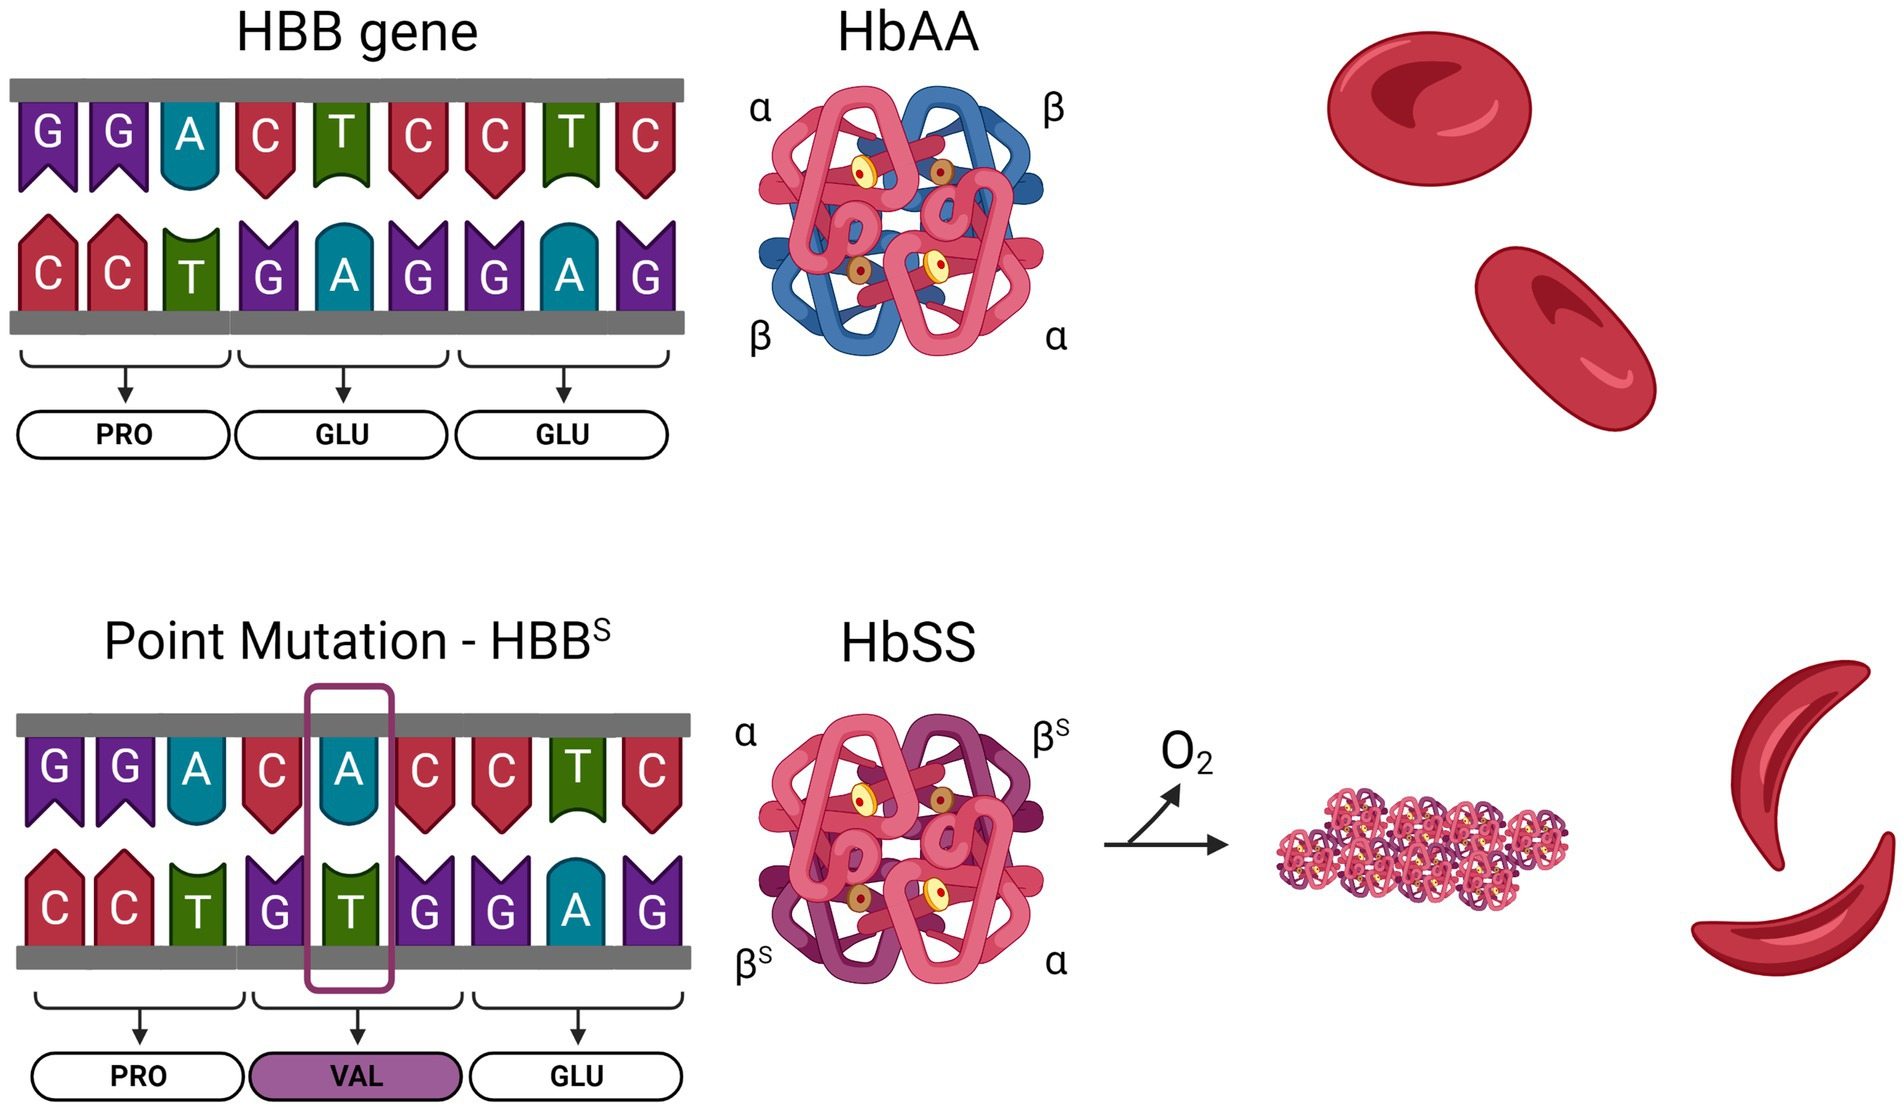 HBB gene
G G A C T C C T C
C C T G A G G A G
PRO GLU GLU
HbAA
α β
β α
Point Mutation - HBBˢ
G G A C A C C T C
C C T G T G G A G
PRO VAL GLU
HbSS
α βˢ
βˢ α
O₂